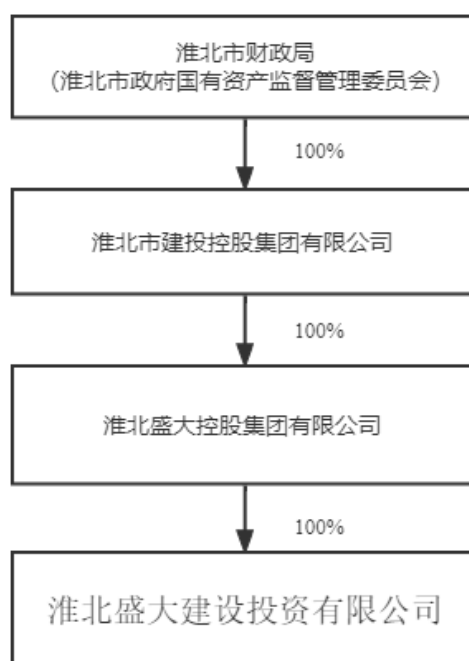 淮北市财政局
（淮北市政府国有资产监督管理委员会）
100%
淮北市建投控股集团有限公司
100%
淮北盛大控股集团有限公司
100%
淮北盛大建设投资有限公司